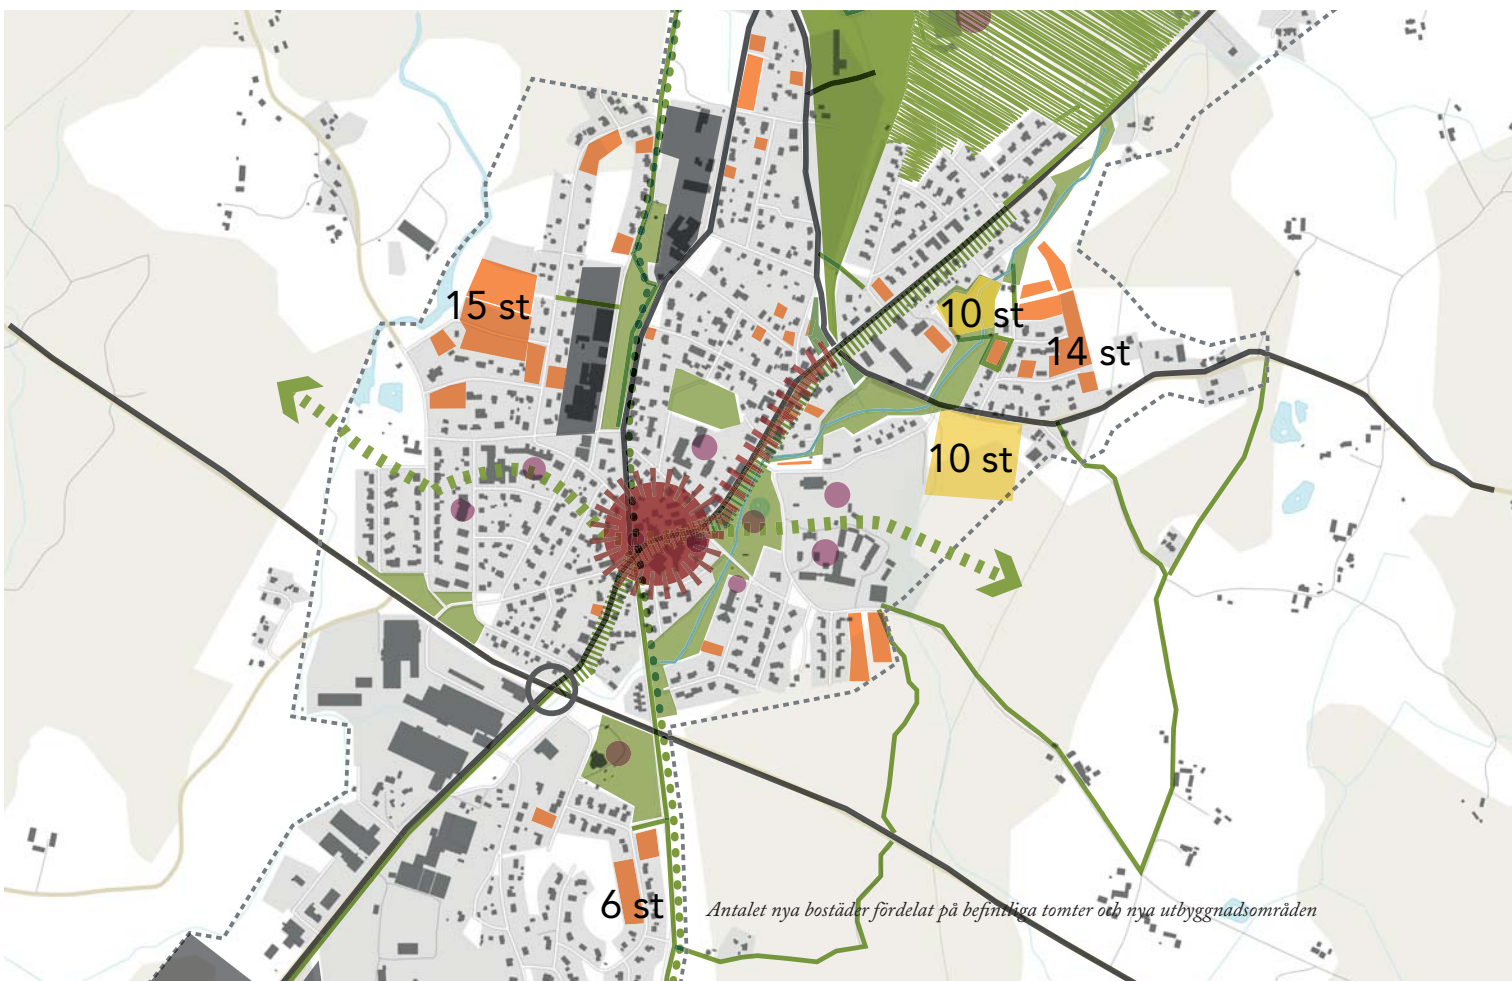 15 st
10 st
14 st
10 st
6 st
Antalet nya bostäder fördelat på befintliga tomter och nya utbyggnadsområden